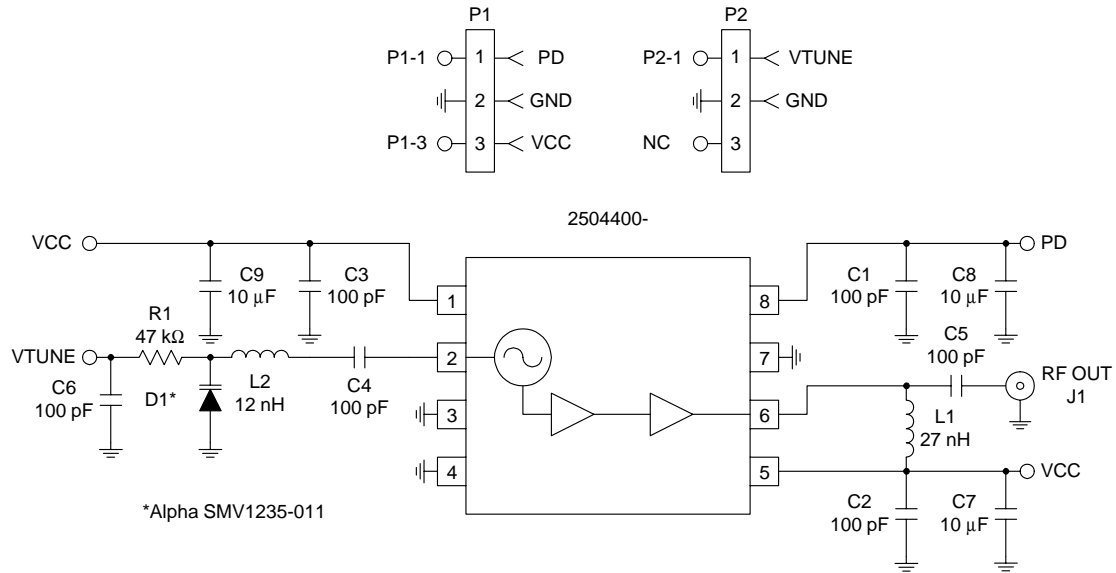 P1
P2
P1-1
1
PD
2
GND
P1-3
3
VCC
P2-1
1
VTUNE
2
GND
NC
3
2504400-
VCC
C9
10 μF
C3
100 pF
R1
47 kΩ
VTUNE
C6
100 pF
D1*
L2
12 nH
C4
100 pF
1
2
3
4
8
7
6
5
PD
C1
100 pF
C8
10 μF
C5
100 pF
RF OUT
J1
L1
27 nH
VCC
C2
100 pF
C7
10 μF
*Alpha SMV1235-011